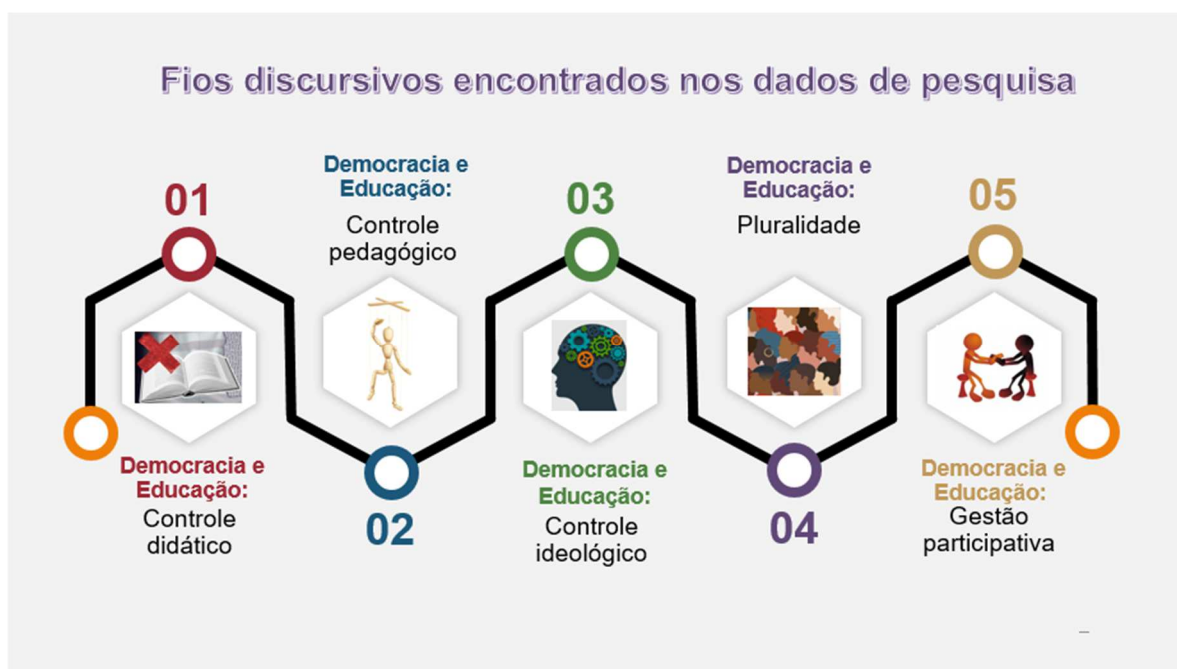 Fios discursivos encontrados nos dados de pesquisa
01
Democracia e
Educação:
Controle
didático
Democracia e
Educação:
Controle
pedagógico
02
03
Democracia e
Educação:
Controle
ideológico
Democracia e
Educação:
Pluralidade
04
05
Democracia e
Educação:
Gestão
participativa